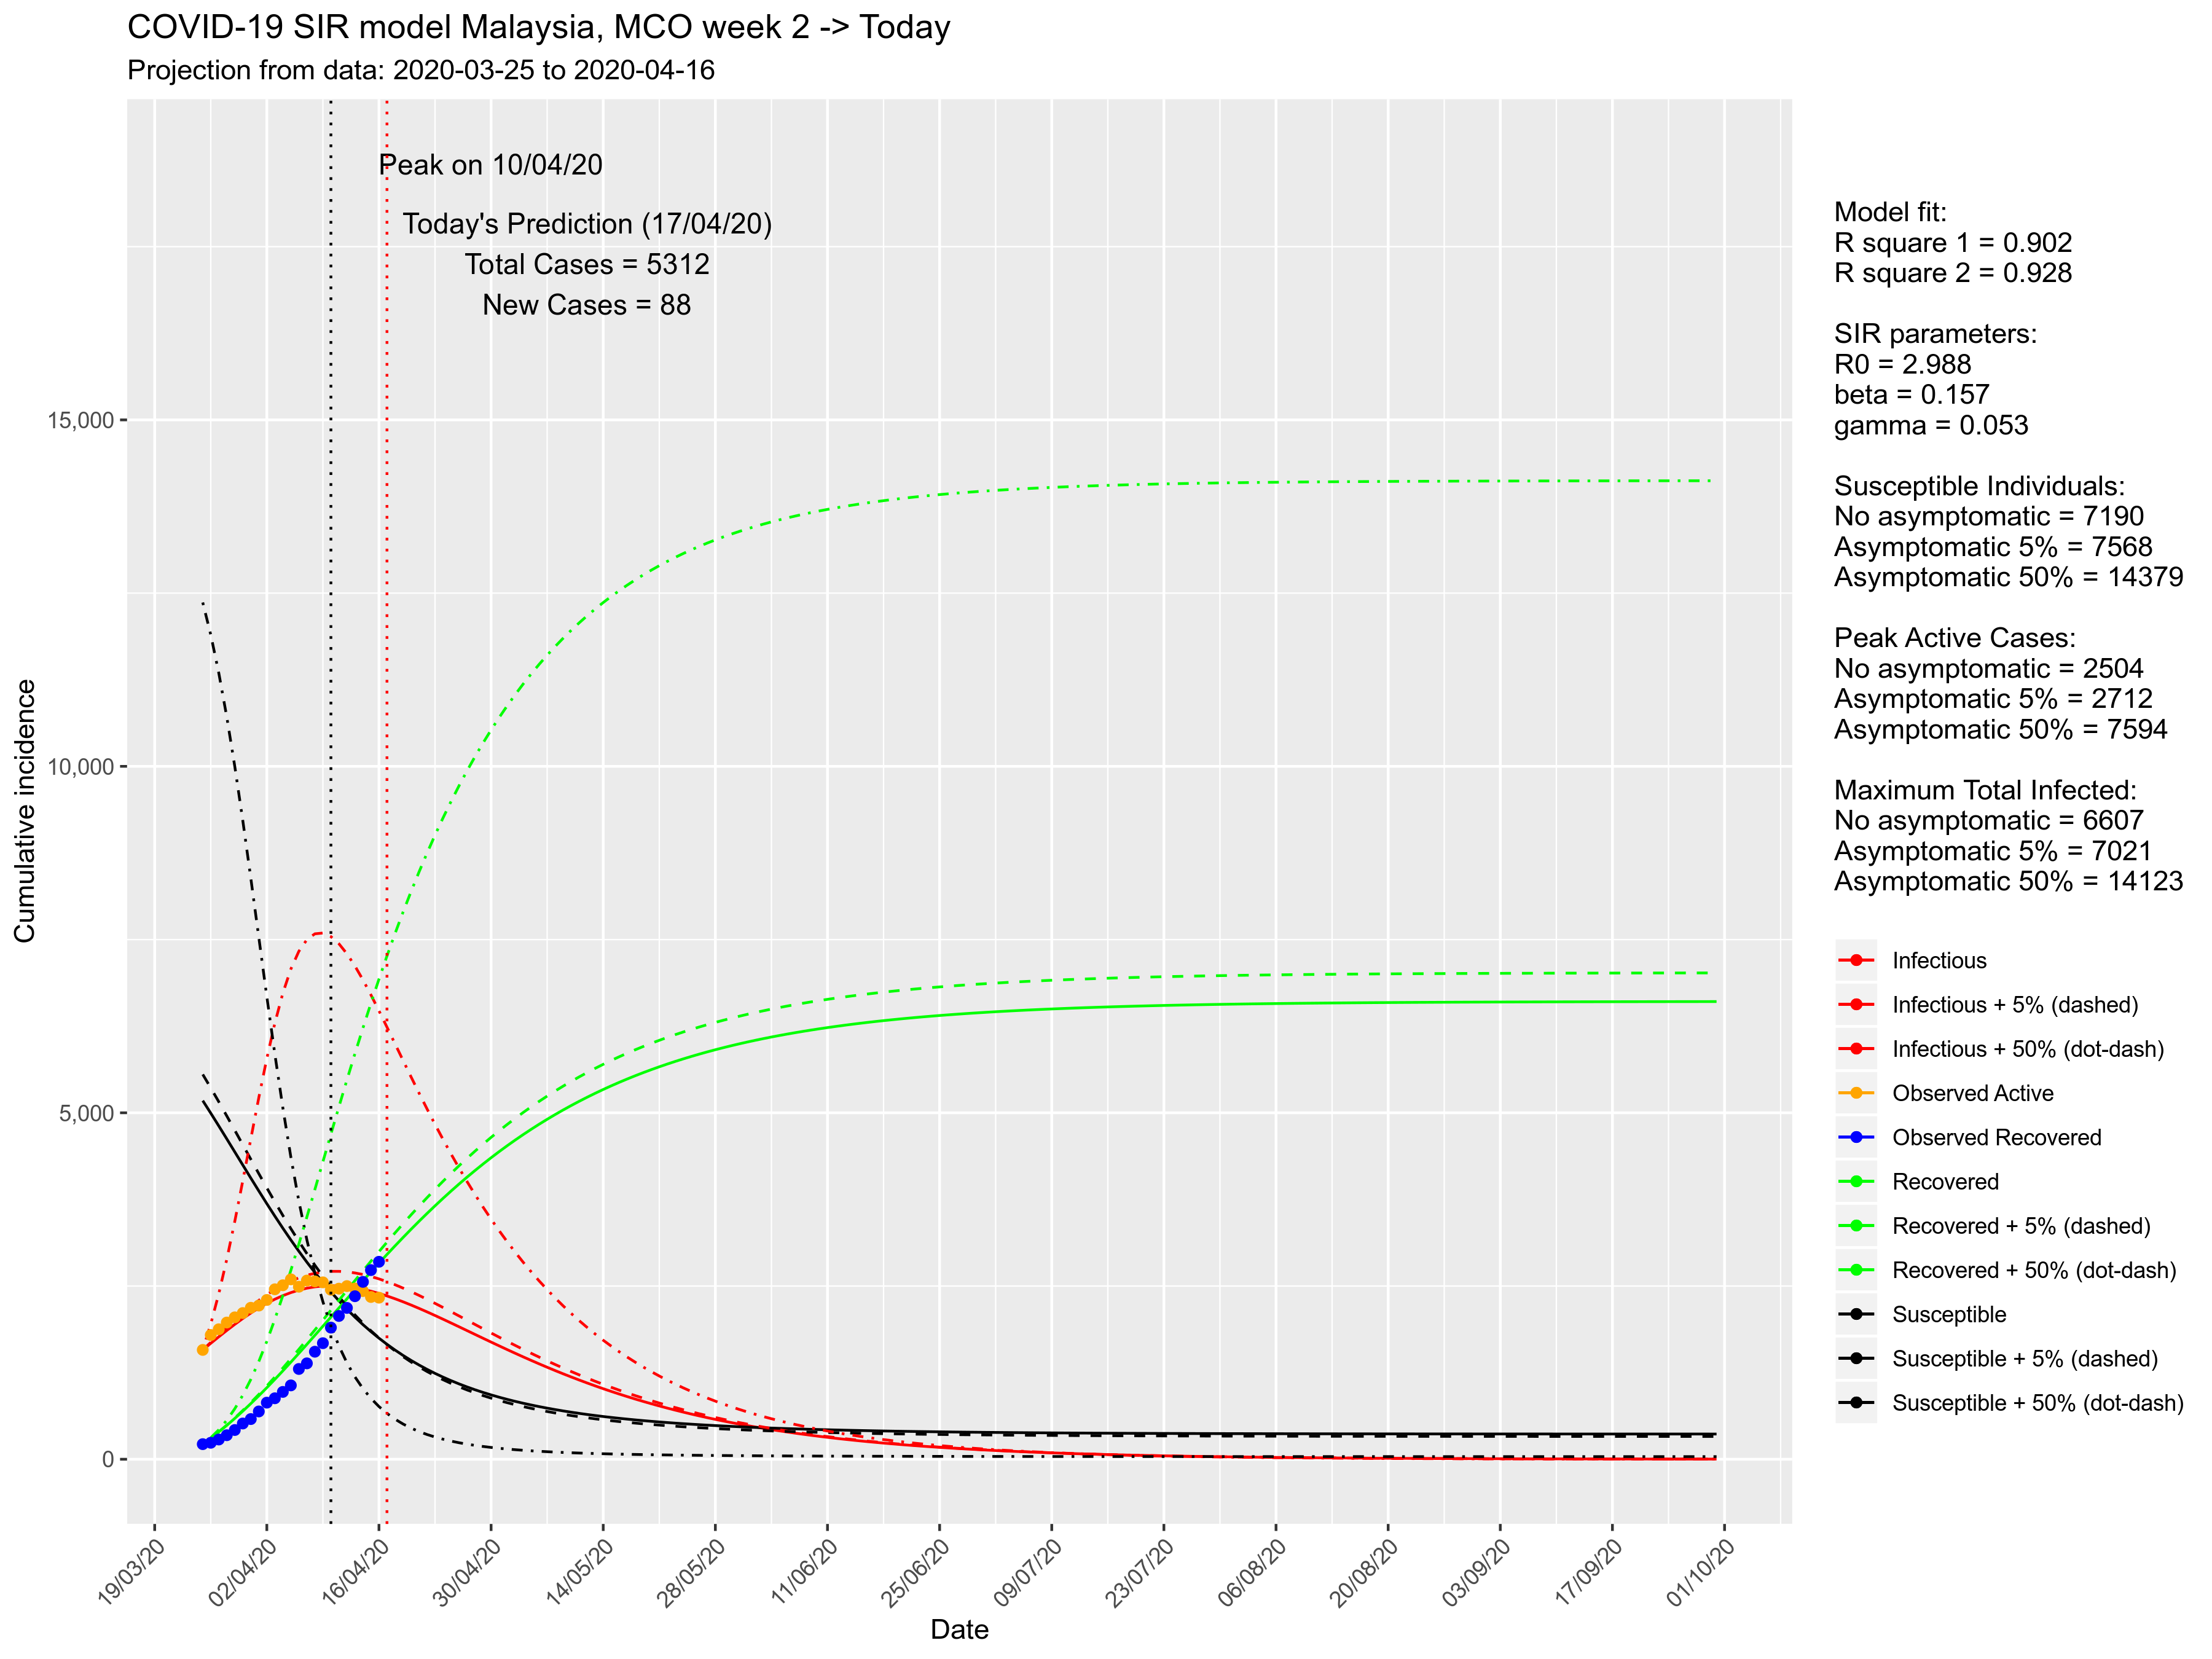 COVID-19 SIR model Malaysia, MCO week 2 -> Today
Projection from data: 2020-03-25 to 2020-04-16
Peak on 10/04/20
Today's Prediction (17/04/20)
Total Cases = 5312
New Cases = 88
Cumulative incidence
15,000
10,000
5,000
0
19/03/20
02/04/20
16/04/20
30/04/20
14/05/20
28/05/20
11/06/20
25/06/20
09/07/20
23/07/20
06/08/20
20/08/20
03/09/20
17/09/20
01/10/20
Date
Model fit:
R square 1 = 0.902
R square 2 = 0.928
SIR parameters:
R0 = 2.988
beta = 0.157
gamma = 0.053
Susceptible Individuals:
No asymptomatic = 7190
Asymptomatic 5% = 7568
Asymptomatic 50% = 14379
Peak Active Cases:
No asymptomatic = 2504
Asymptomatic 5% = 2712
Asymptomatic 50% = 7594
Maximum Total Infected:
No asymptomatic = 6607
Asymptomatic 5% = 7021
Asymptomatic 50% = 14123
Infectious
Infectious + 5% (dashed)
Infectious + 50% (dot-dash)
Observed Active
Observed Recovered
Recovered
Recovered + 5% (dashed)
Recovered + 50% (dot-dash)
Susceptible
Susceptible + 5% (dashed)
Susceptible + 50% (dot-dash)